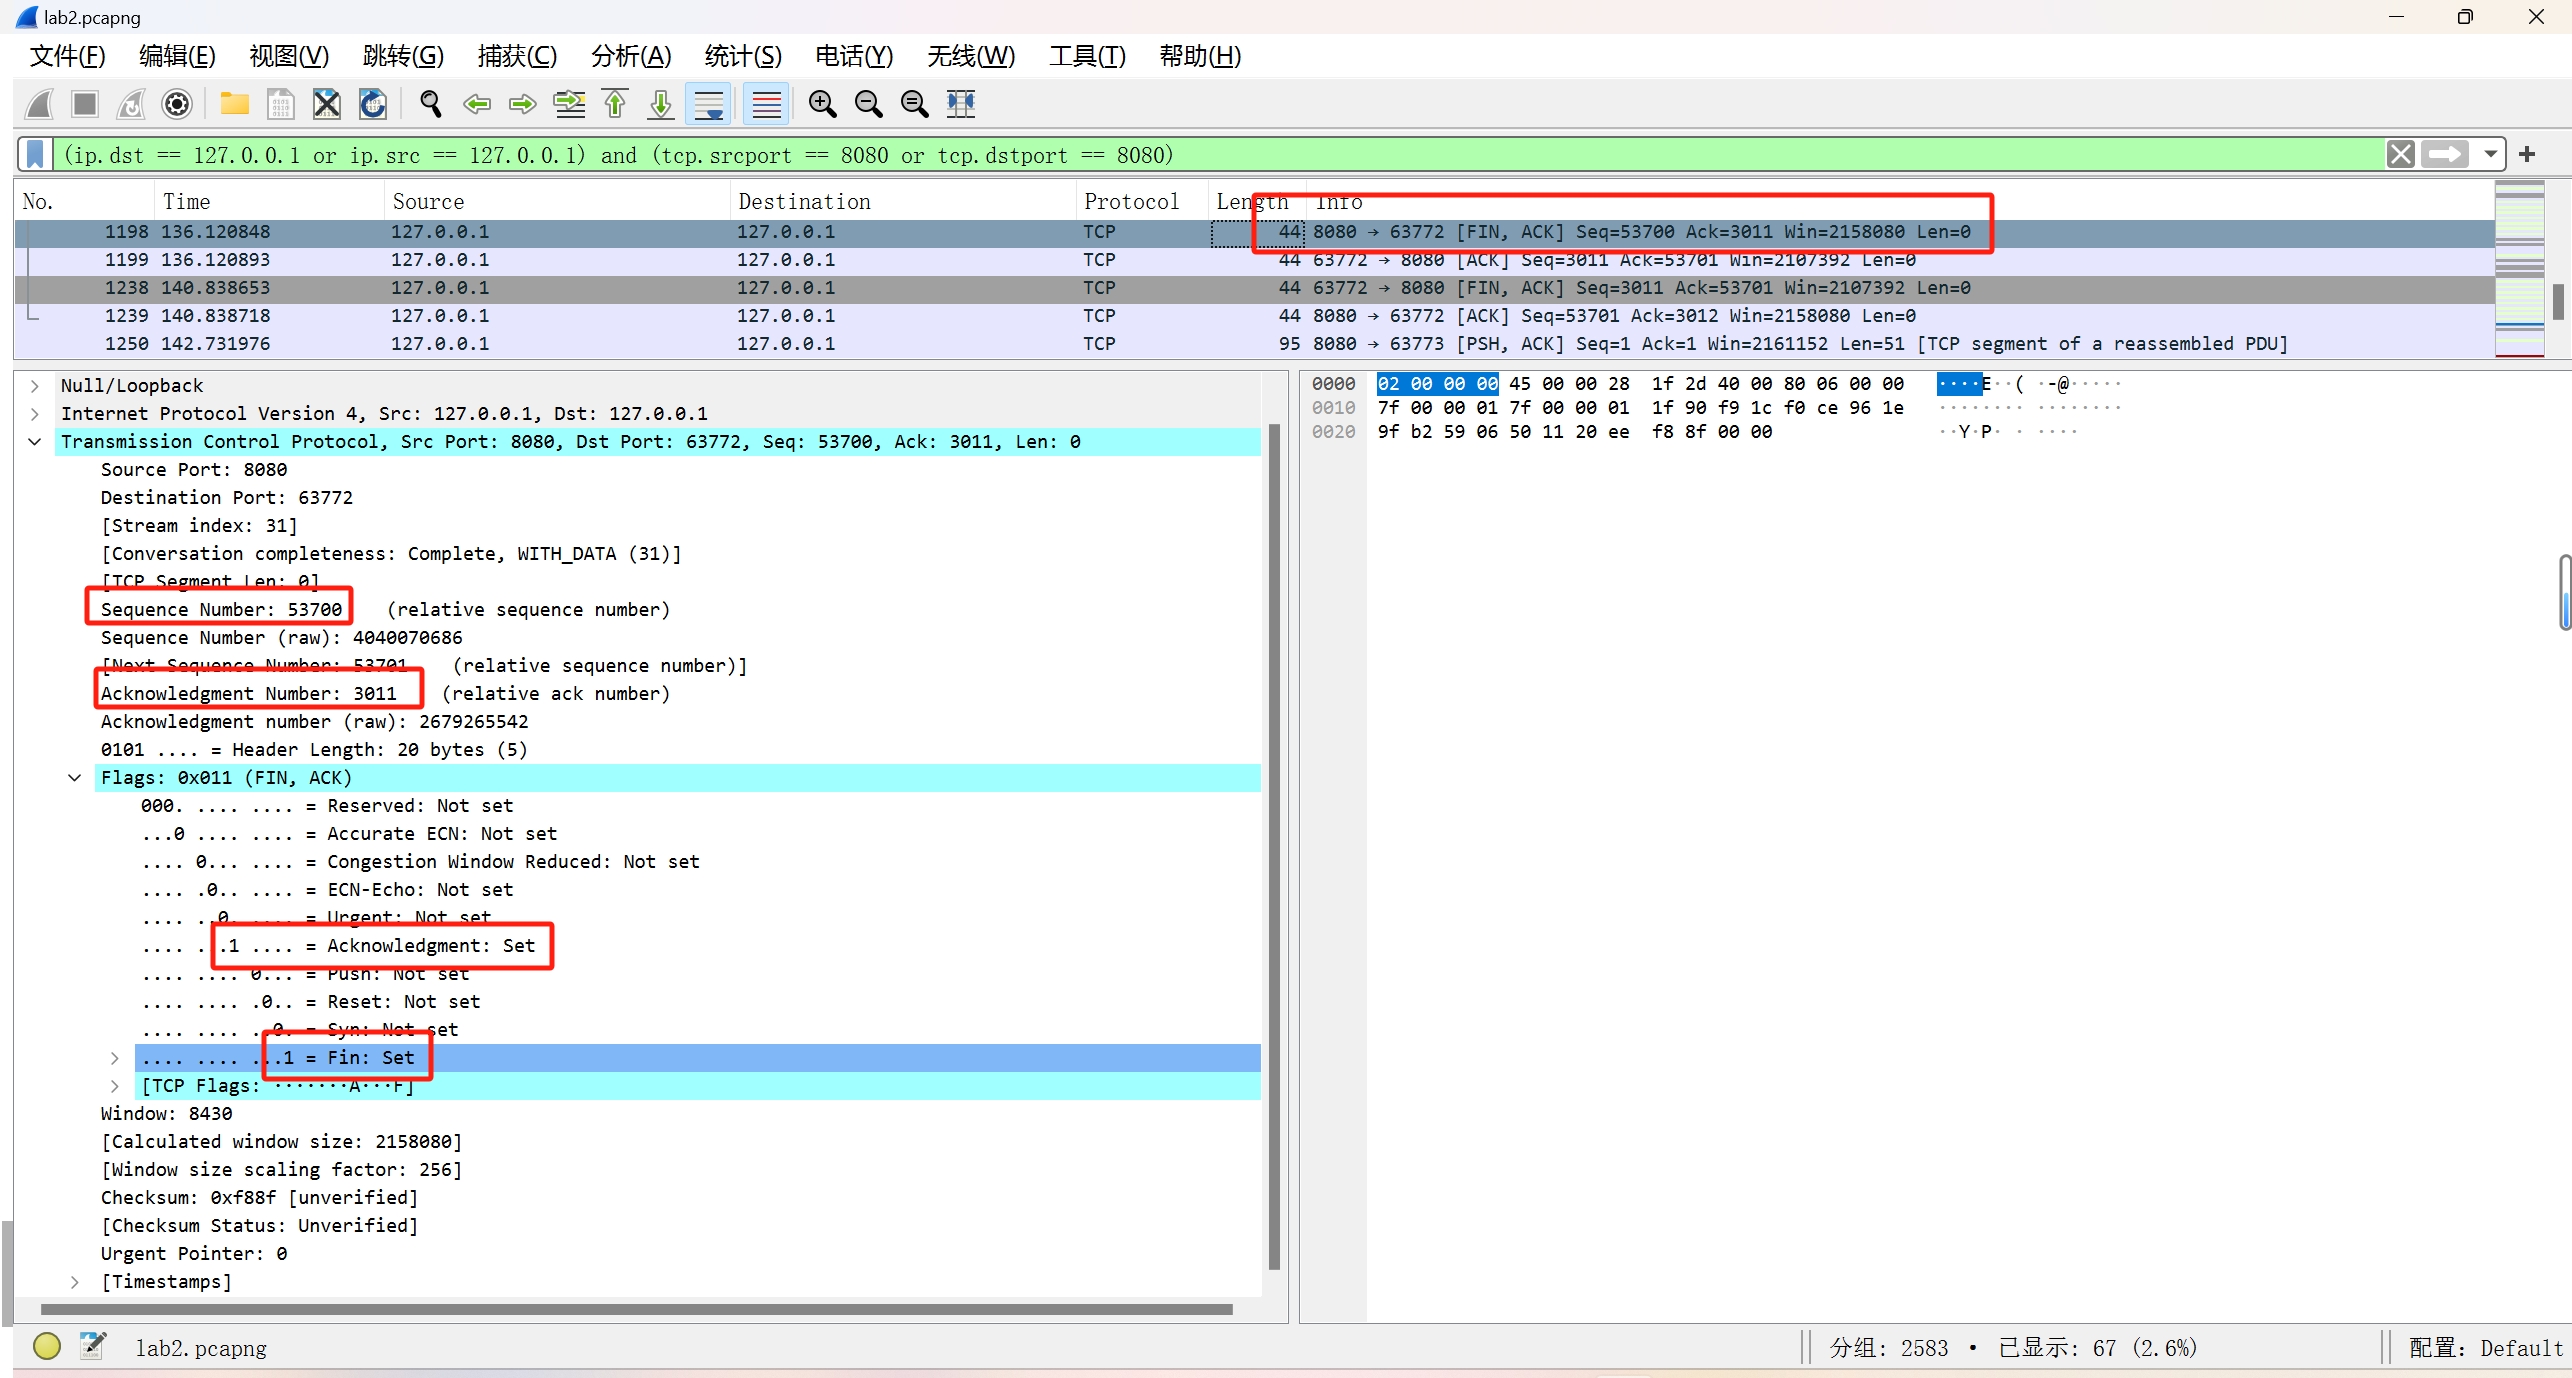 lab2.pcapng
文件(F) 编辑(E) 视图(V) 跳转(G) 捕获(C) 分析(A) 统计(S) 电话(Y) 无线(W) 工具(T) 帮助(H)
(ip.dst == 127.0.0.1 or ip.src == 127.0.0.1) and (tcp.srcport == 8080 or tcp.dstport == 8080)
No. Time Source Destination Protocol Length Info
1198 136.120848 127.0.0.1 127.0.0.1 TCP 44 8080 → 63772 [FIN, ACK] Seq=53700 Ack=3011 Win=2158080 Len=0
1199 136.120893 127.0.0.1 127.0.0.1 TCP 44 63772 → 8080 [ACK] Seq=3011 Ack=53701 Win=2107392 Len=0
1238 140.838653 127.0.0.1 127.0.0.1 TCP 44 63772 → 8080 [FIN, ACK] Seq=3011 Ack=53701 Win=2107392 Len=0
1239 140.838718 127.0.0.1 127.0.0.1 TCP 44 8080 → 63772 [ACK] Seq=53701 Ack=3012 Win=2158080 Len=0
1250 142.731976 127.0.0.1 127.0.0.1 TCP 95 8080 → 63773 [PSH, ACK] Seq=1 Ack=1 Win=2161152 Len=51 [TCP segment of a reassembled PDU]
Null/Loopback
Internet Protocol Version 4, Src: 127.0.0.1, Dst: 127.0.0.1
Transmission Control Protocol, Src Port: 8080, Dst Port: 63772, Seq: 53700, Ack: 3011, Len: 0
Source Port: 8080
Destination Port: 63772
[Stream index: 31]
[Conversation completeness: Complete, WITH_DATA (31)]
[TCP Segment Len: 0]
Sequence Number: 53700 (relative sequence number)
Sequence Number (raw): 4040070686
[Next Sequence Number: 53701 (relative sequence number)]
Acknowledgment Number: 3011 (relative ack number)
Acknowledgment number (raw): 2679265542
0101 .... = Header Length: 20 bytes (5)
Flags: 0x011 (FIN, ACK)
000. .... .... = Reserved: Not set
...0 .... .... = Accurate ECN: Not set
.... 0... .... = Congestion Window Reduced: Not set
.... .0.. .... = ECN-Echo: Not set
.... ..0. .... = Urgent: Not set
.... ...1 .... = Acknowledgment: Set
.... .... 0... = Push: Not set
.... .... .0.. = Reset: Not set
.... .... ..0. = Syn: Not set
.... .... ...1 = Fin: Set
[TCP Flags: ·······A···F]
Window: 8430
[Calculated window size: 2158080]
[Window size scaling factor: 256]
Checksum: 0xf88f [unverified]
[Checksum Status: Unverified]
Urgent Pointer: 0
[Timestamps]
0000 02 00 00 00 45 00 00 28 1f 2d 40 00 80 06 00 00 ····E··( ·-@·····
0010 7f 00 00 01 7f 00 00 01 1f 90 f9 1c f0 ce 96 1e ········ ········
0020 9f b2 59 06 50 11 20 ee f8 8f 00 00 ··Y·P· · ····
lab2.pcapng
分组: 2583 · 已显示: 67 (2.6%)
配置: Default